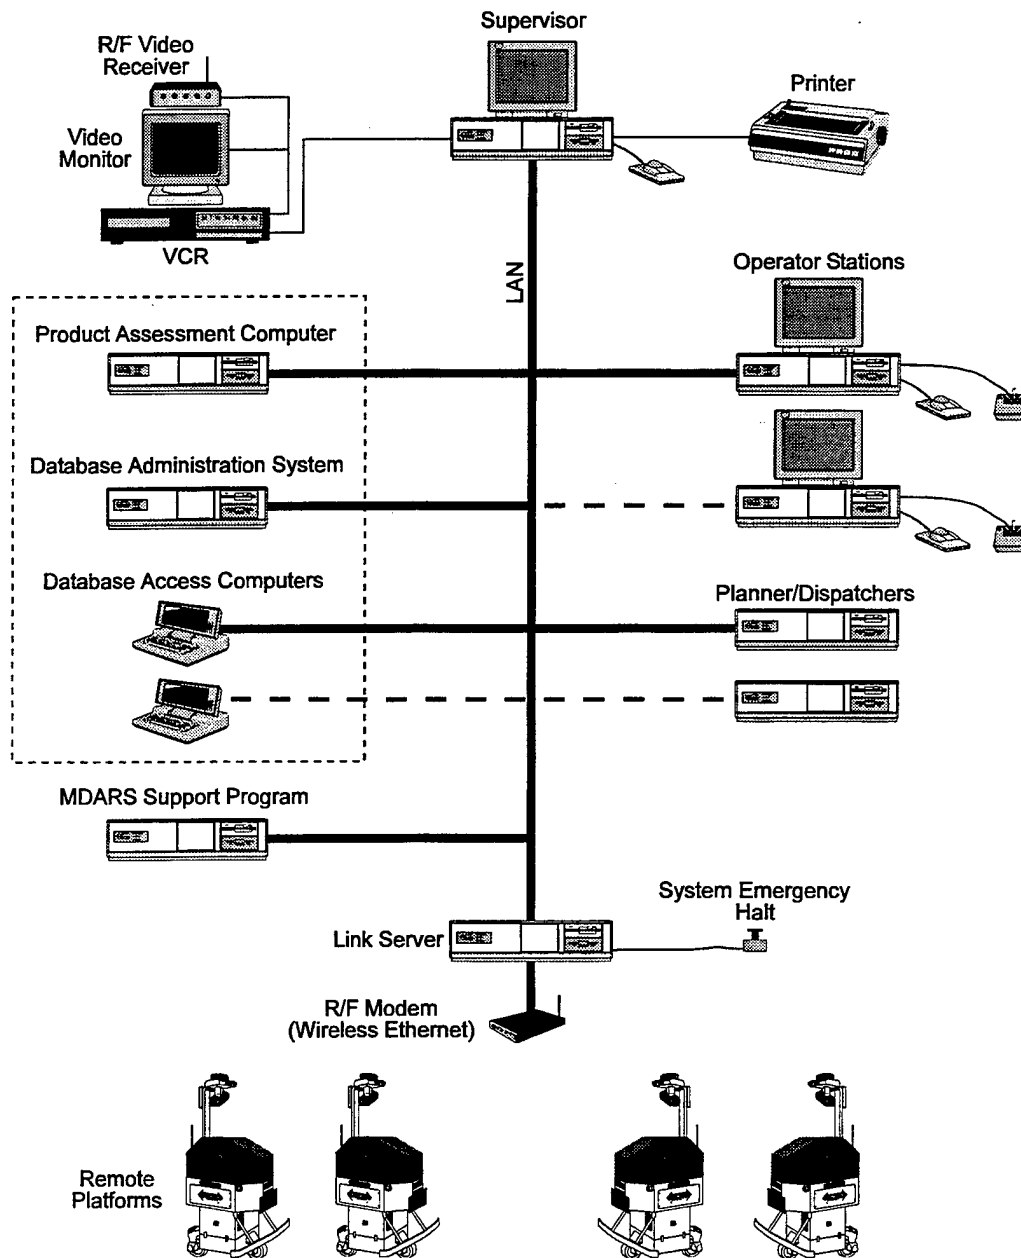 Supervisor
R/F Video
Receiver
Printer
Video
Monitor
VCR
LAN
Operator Stations
Product Assessment Computer
Database Administration System
Database Access Computers
Planner/Dispatchers
MDARS Support Program
System Emergency
Halt
Link Server
R/F Modem
(Wireless Ethernet)
Remote
Platforms